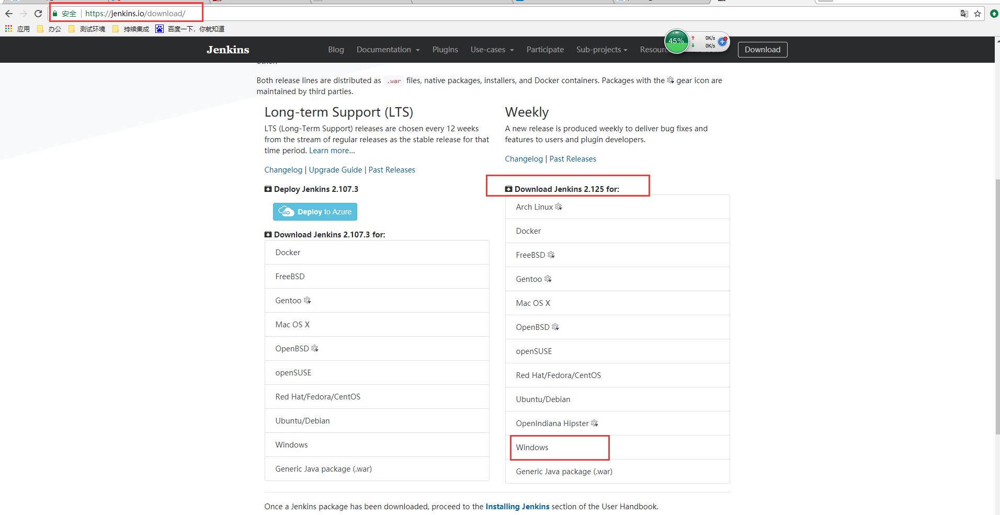 安全 https://jenkins.io/download/
应用 办公 测试环境 持续集成 百度一下，你就知道
Jenkins Blog Documentation Plugins Use-cases Participate Sub-projects Download
45% 0K/s
0K/s
Both release lines are distributed as .war files, native packages, installers, and Docker containers. Packages with the gear icon are
maintained by third parties.
Long-term Support (LTS)
LTS (Long-Term Support) releases are chosen every 12 weeks
from the stream of regular releases as the stable release for that
time period. Learn more...
Changelog | Upgrade Guide | Past Releases
Deploy Jenkins 2.107.3
Deploy to Azure
Download Jenkins 2.107.3 for:
Docker
FreeBSD
Gentoo
Mac OS X
OpenBSD
openSUSE
Red Hat/Fedora/CentOS
Ubuntu/Debian
Windows
Generic Java package (.war)
Weekly
A new release is produced weekly to deliver bug fixes and
features to users and plugin developers.
Changelog | Past Releases
Download Jenkins 2.125 for:
Arch Linux
Docker
FreeBSD
Gentoo
Mac OS X
OpenBSD
openSUSE
Red Hat/Fedora/CentOS
Ubuntu/Debian
OpenIndiana Hipster
Windows
Generic Java package (.war)
Once a Jenkins package has been downloaded, proceed to the Installing Jenkins section of the User Handbook.